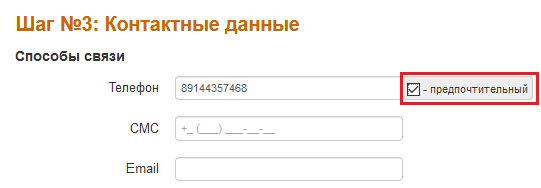 Шаг №3: Контактные данные
Способы связи
Телефон 89144357468 - предпочтительный
СМС +_ (___) ___-__-__
Email